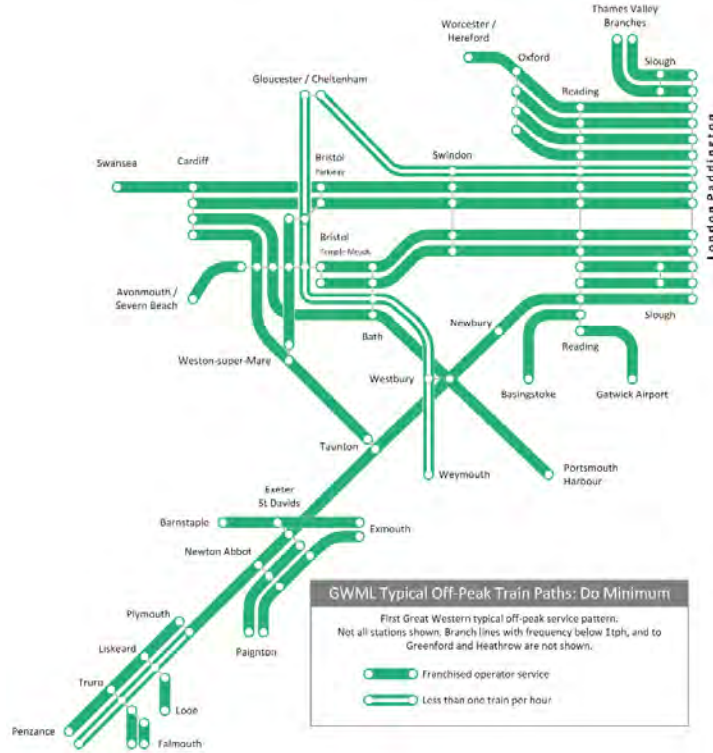 Thames Valley
Branches
Worcester /
Hereford
Oxford
Slough
Gloucester / Cheltenham
Reading
Swansea
Cardiff
Bristol
Parkway
Swindon
London Paddington
Bristol
Temple Meads
Avonmouth /
Severn Beach
Newbury
Slough
Bath
Reading
Weston-super-Mare
Westbury
Basingstoke
Gatwick Airport
Taunton
Weymouth
Portsmouth
Harbour
Exeter
St Davids
Barnstaple
Exmouth
Newton Abbot
Plymouth
Paignton
Liskeard
Truro
Looe
Penzance
Falmouth
GWML Typical Off-Peak Train Paths: Do Minimum
First Great Western typical off-peak service pattern.
Not all stations shown. Branch lines with frequency below 1tph, and to
Greenford and Heathrow are not shown.
Franchised operator service
Less than one train per hour